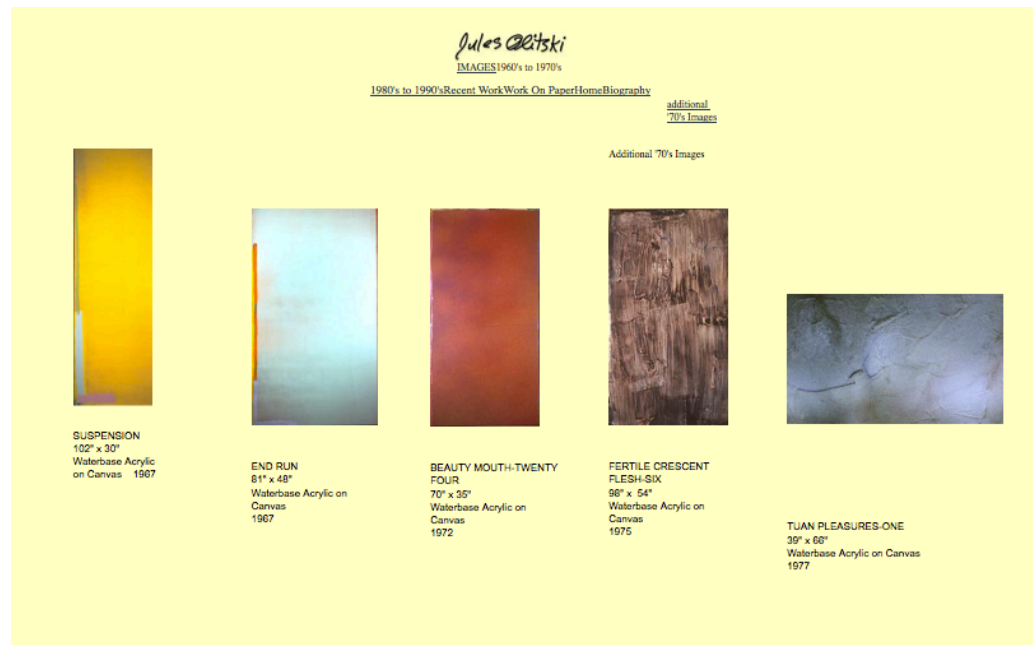 Jules Olitski
IMAGES1960's to 1970's
1980's to 1990'sRecent WorkWork On PaperHomeBiography
additional
'70's Images
Additional '70's Images
SUSPENSION
102" x 30"
Waterbase Acrylic
on Canvas 1967
END RUN
81" x 48"
Waterbase Acrylic on
Canvas
1967
BEAUTY MOUTH-TWENTY
FOUR
70" x 35"
Waterbase Acrylic on
Canvas
1972
FERTILE CRESCENT
FLESH-SIX
98" x 54"
Waterbase Acrylic on
Canvas
1975
TUAN PLEASURES-ONE
39" x 66"
Waterbase Acrylic on Canvas
1977